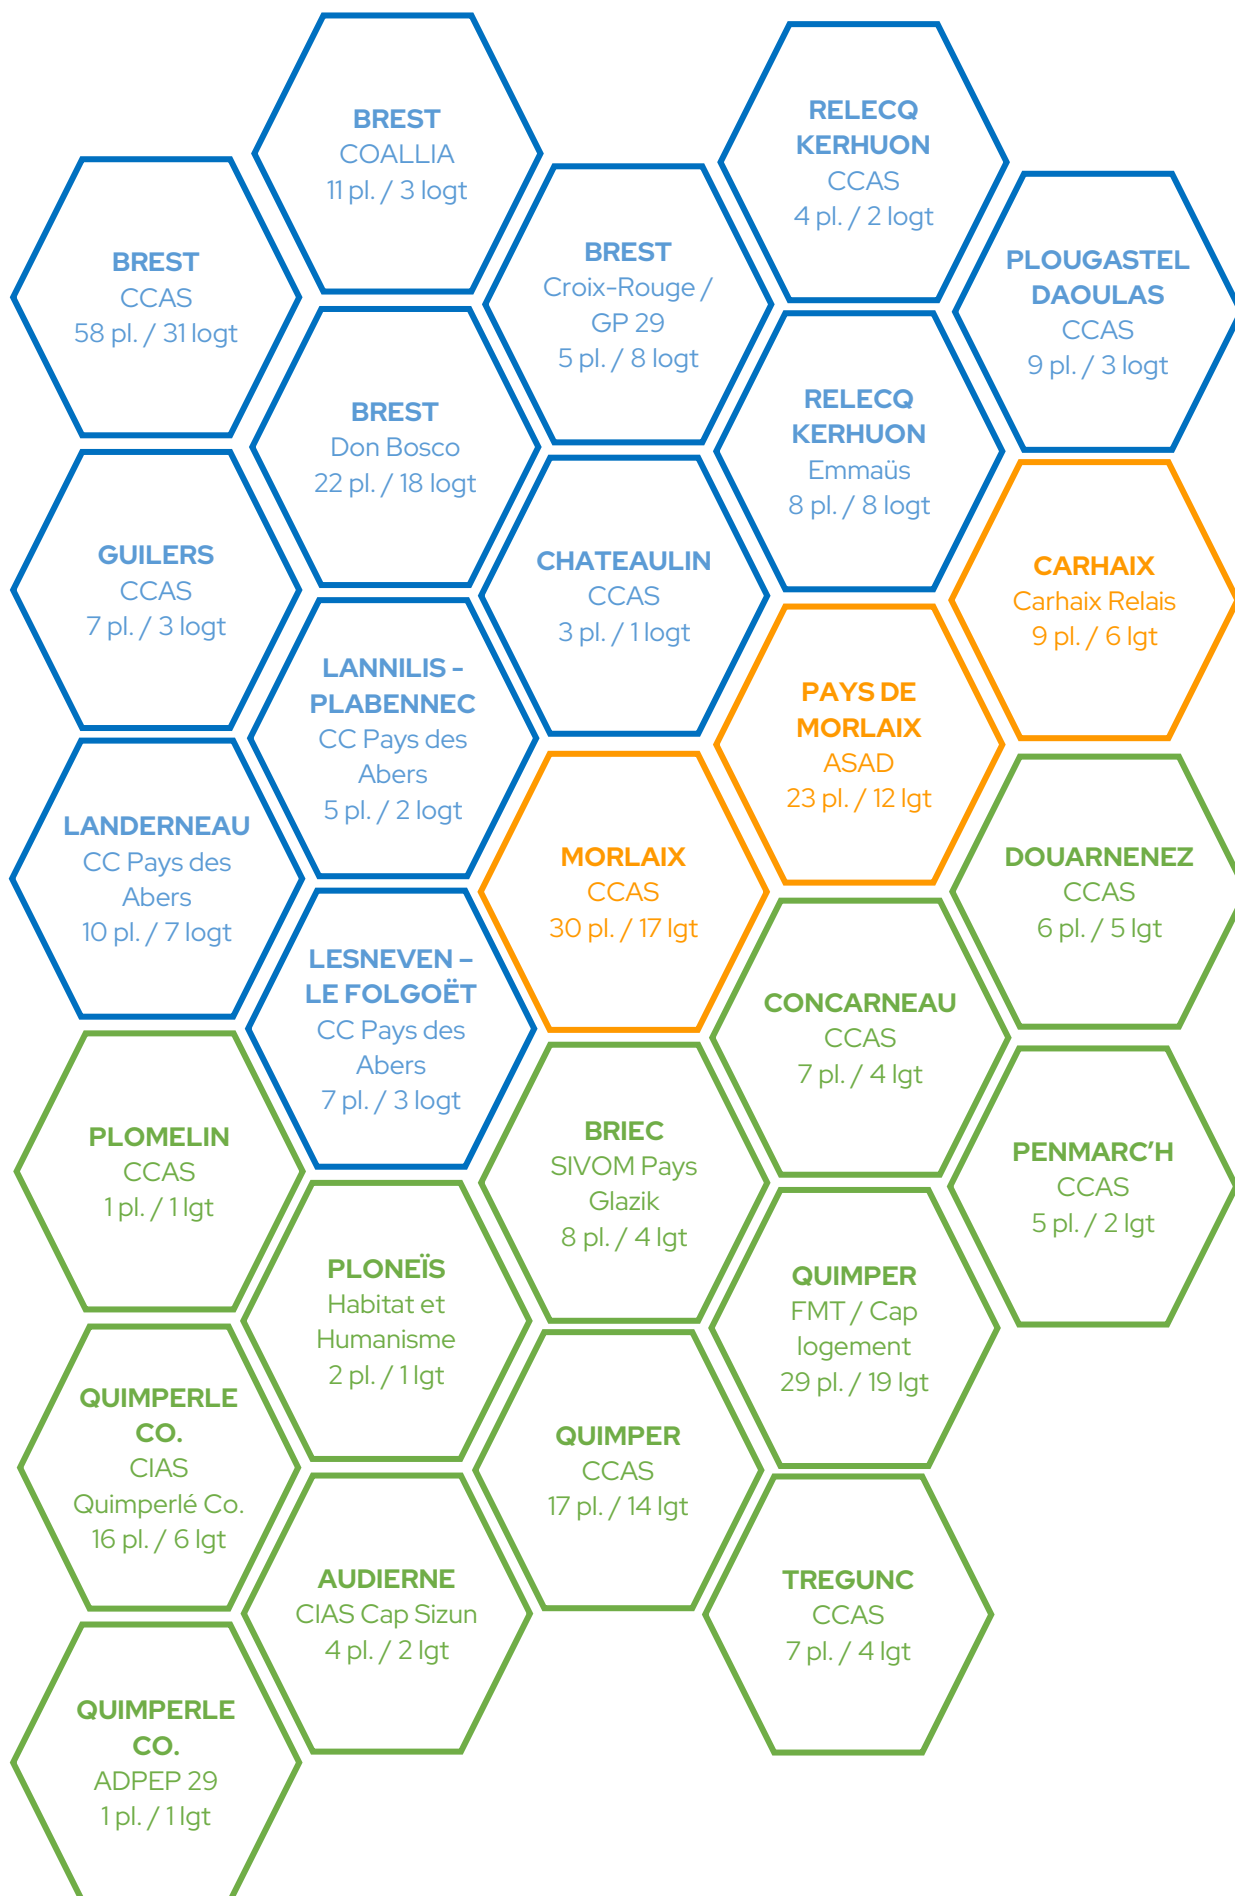 BREST
COALLIA
11 pl. / 3 logt
RELECQ
KERHUON
CCAS
4 pl. / 2 logt
BREST
CCAS
58 pl. / 31 logt
BREST
Croix-Rouge /
GP 29
5 pl. / 8 logt
PLOUGASTEL
DAOULAS
CCAS
9 pl. / 3 logt
BREST
Don Bosco
22 pl. / 18 logt
RELECQ
KERHUON
Emmaüs
8 pl. / 8 logt
GUILERS
CCAS
7 pl. / 3 logt
CHATEAULIN
CCAS
3 pl. / 1 logt
CARHAIX
Carhaix Relais
9 pl. / 6 lgt
LANNILIS -
PLABENNEC
CC Pays des
Abers
5 pl. / 2 logt
PAYS DE
MORLAIX
ASAD
23 pl. / 12 lgt
LANDERNEAU
CC Pays des
Abers
10 pl. / 7 logt
MORLAIX
CCAS
30 pl. / 17 lgt
DOUARNENEZ
CCAS
6 pl. / 5 lgt
LESNEVEN –
LE FOLGOËT
CC Pays des
Abers
7 pl. / 3 logt
CONCARNEAU
CCAS
7 pl. / 4 lgt
PLOMELIN
CCAS
1 pl. / 1 lgt
BRIEC
SIVOM Pays
Glazik
8 pl. / 4 lgt
PENMARC’H
CCAS
5 pl. / 2 lgt
PLONEÏS
Habitat et
Humanisme
2 pl. / 1 lgt
QUIMPER
FMT / Cap
logement
29 pl. / 19 lgt
QUIMPERLE
CO.
CIAS
Quimperlé Co.
16 pl. / 6 lgt
QUIMPER
CCAS
17 pl. / 14 lgt
AUDIERNE
CIAS Cap Sizun
4 pl. / 2 lgt
TREGUNC
CCAS
7 pl. / 4 lgt
QUIMPERLE
CO.
ADPEP 29
1 pl. / 1 lgt